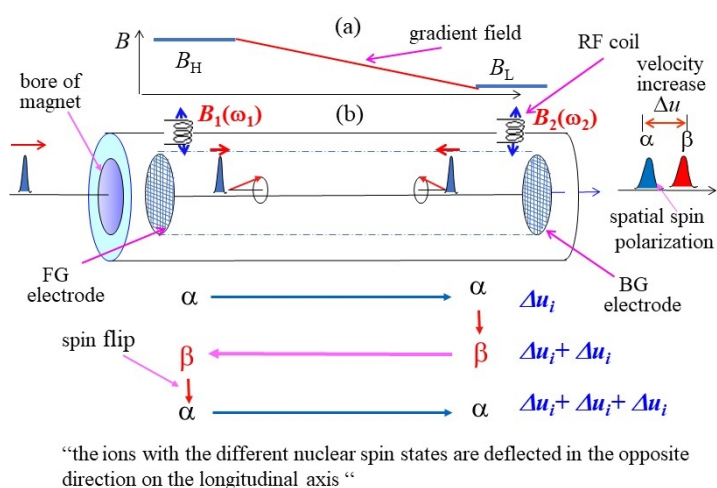 (a)
gradient field
B
B_H
B_L
RF coil
velocity
increase
Δu
bore of
magnet
B₁(ω₁)
(b)
B₂(ω₂)
α β
spatial spin
polarization
FG
electrode
BG
electrode
α α Δu_i
spin flip
β β Δu_i+ Δu_i
α α Δu_i+ Δu_i+ Δu_i
“the ions with the different nuclear spin states are deflected in the opposite
direction on the longitudinal axis “